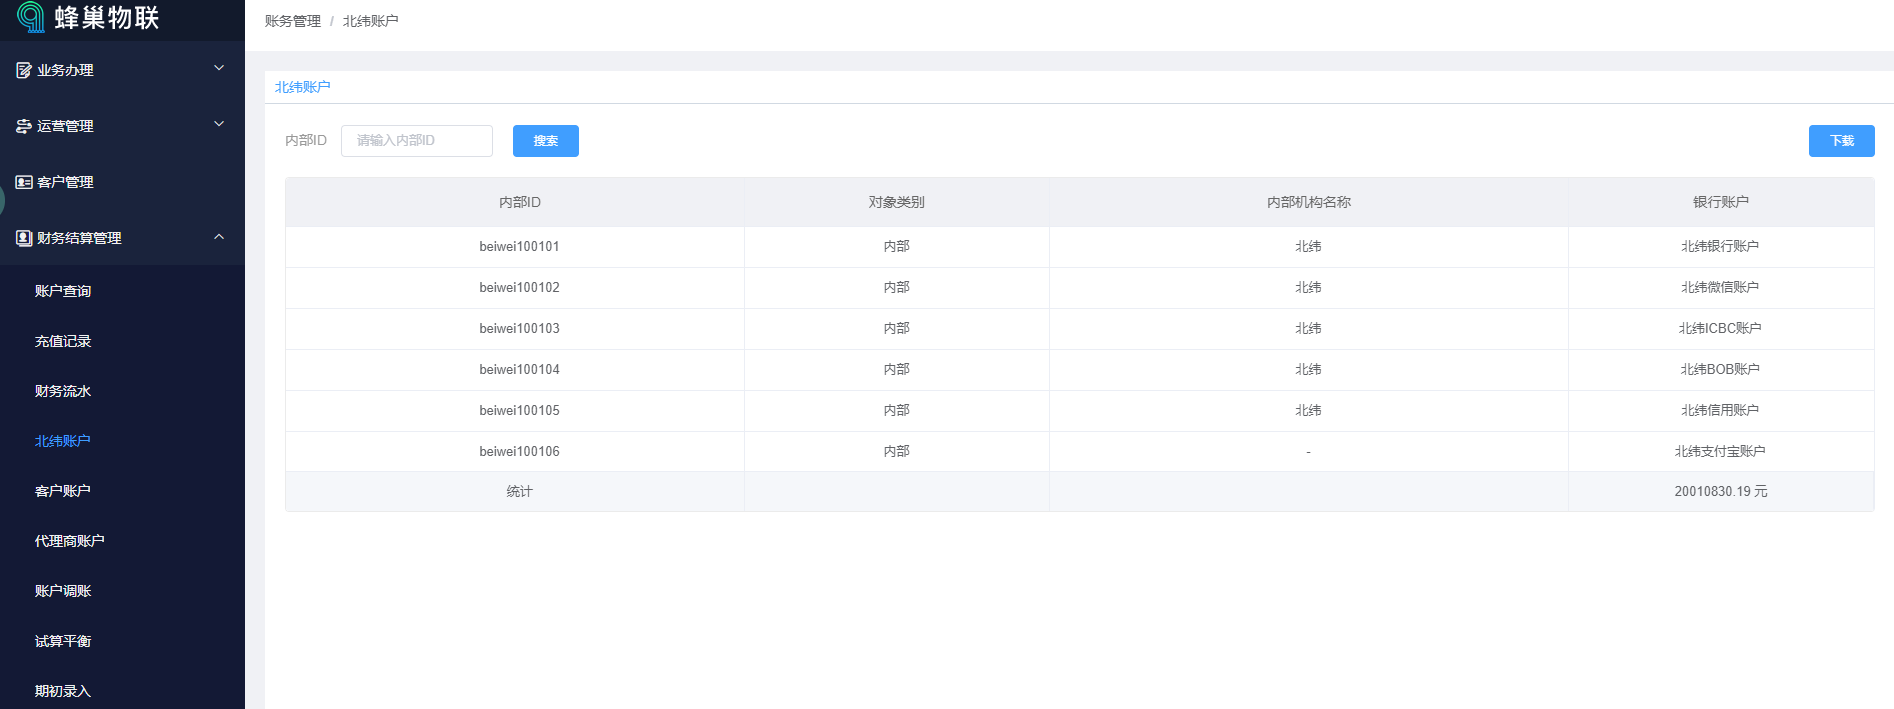 蜂巢物联
业务办理
运营管理
客户管理
财务结算管理
账户查询
充值记录
财务流水
北纬账户
客户账户
代理商账户
账户调账
试算平衡
期初录入
账务管理 / 北纬账户
北纬账户
内部ID 请输入内部ID 搜索 下载
内部ID 对象类别 内部机构名称 银行账户
beiwei100101 内部 北纬 北纬银行账户
beiwei100102 内部 北纬 北纬微信账户
beiwei100103 内部 北纬 北纬ICBC账户
beiwei100104 内部 北纬 北纬BOB账户
beiwei100105 内部 北纬 北纬信用账户
beiwei100106 内部 - 北纬支付宝账户
统计 20010830.19 元